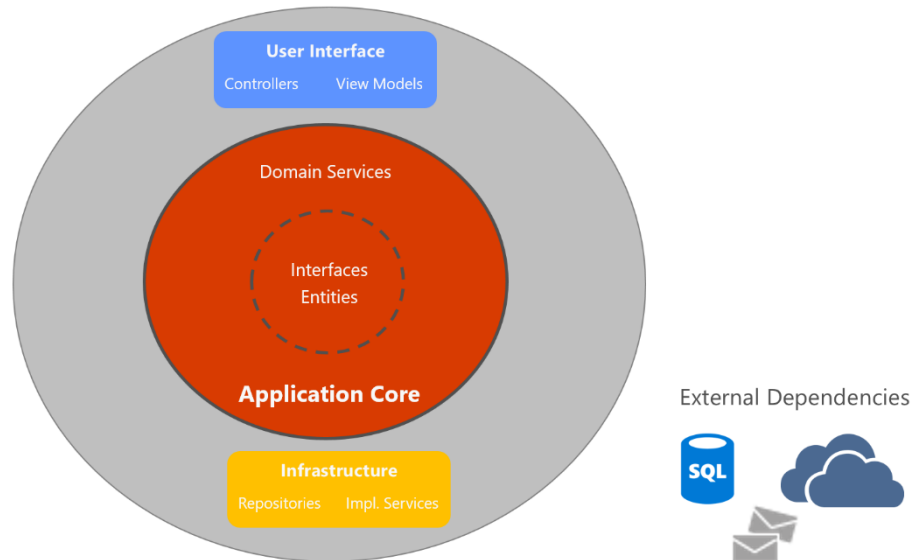 User Interface
Controllers View Models
Domain Services
Interfaces
Entities
Application Core
Infrastructure
Repositories Impl. Services
External Dependencies
SQL